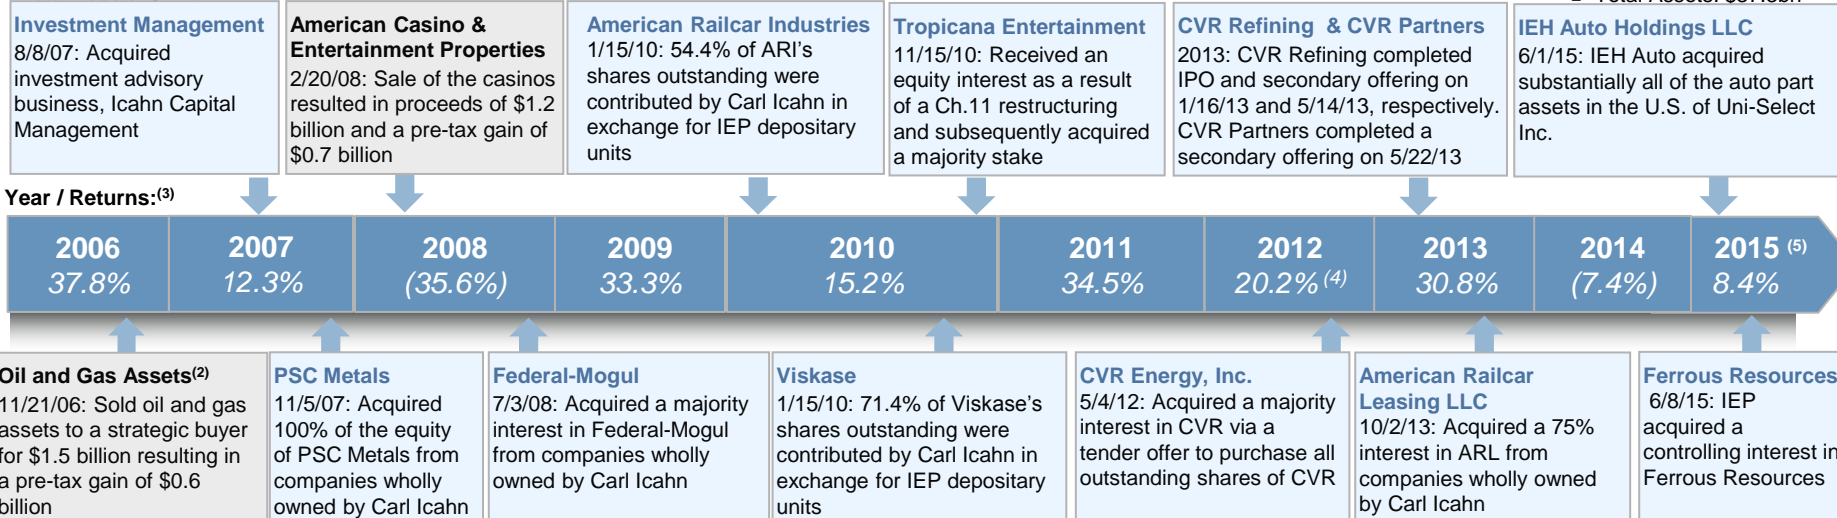 Investment Management
8/8/07: Acquired
investment advisory
business, Icahn Capital
Management
American Casino &
Entertainment Properties
2/20/08: Sale of the casinos
resulted in proceeds of $1.2
billion and a pre-tax gain of
$0.7 billion
American Railcar Industries
1/15/10: 54.4% of ARI’s
shares outstanding were
contributed by Carl Icahn in
exchange for IEP depositary
units
Tropicana Entertainment
11/15/10: Received an
equity interest as a result
of a Ch.11 restructuring
and subsequently acquired
a majority stake
CVR Refining & CVR Partners
2013: CVR Refining completed
IPO and secondary offering on
1/16/13 and 5/14/13, respectively.
CVR Partners completed a
secondary offering on 5/22/13
IEH Auto Holdings LLC
6/1/15: IEH Auto acquired
substantially all of the auto part
assets in the U.S. of Uni-Select
Inc.
Year / Returns:(3)
2006
37.8%
2007
12.3%
2008
(35.6%)
2009
33.3%
2010
15.2%
2011
34.5%
2012
20.2% (4)
2013
30.8%
2014
(7.4%)
2015 (5)
8.4%
Oil and Gas Assets(2)
11/21/06: Sold oil and gas
assets to a strategic buyer
for $1.5 billion resulting in
a pre-tax gain of $0.6
billion
PSC Metals
11/5/07: Acquired
100% of the equity
of PSC Metals from
companies wholly
owned by Carl Icahn
Federal-Mogul
7/3/08: Acquired a majority
interest in Federal-Mogul
from companies wholly
owned by Carl Icahn
Viskase
1/15/10: 71.4% of Viskase’s
shares outstanding were
contributed by Carl Icahn in
exchange for IEP depositary
units
CVR Energy, Inc.
5/4/12: Acquired a majority
interest in CVR via a
tender offer to purchase all
outstanding shares of CVR
American Railcar
Leasing LLC
10/2/13: Acquired a 75%
interest in ARL from
companies wholly owned
by Carl Icahn
Ferrous Resources
6/8/15: IEP
acquired a
controlling interest in
Ferrous Resources